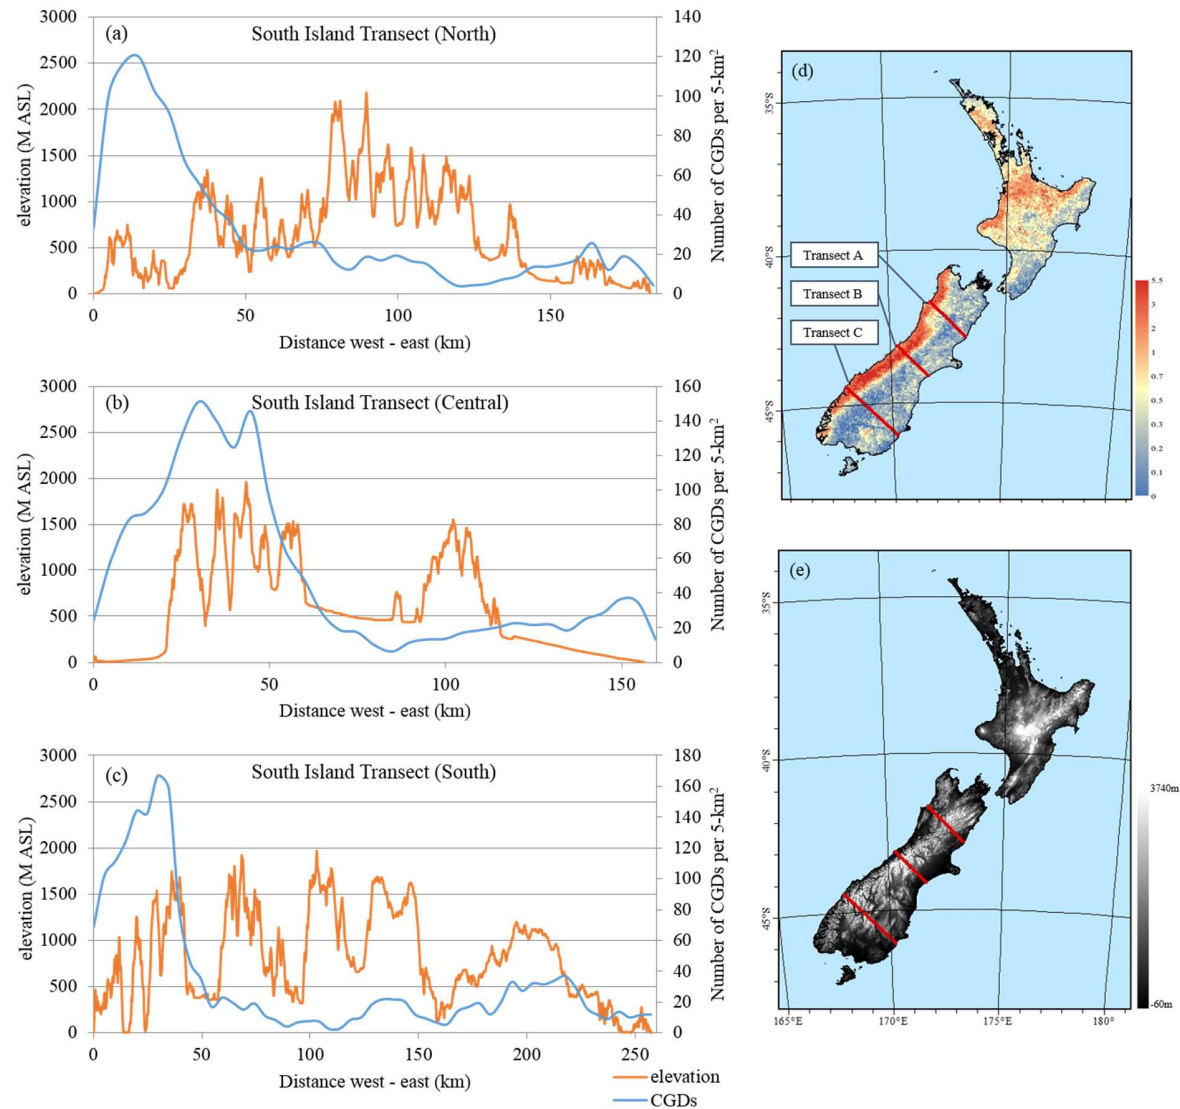 (a)
South Island Transect (North)
elevation (M ASL)
3000
2500
2000
1500
1000
500
0
140
120
100
80
60
40
20
0
Number of CGDs per 5-km²
0 50 100 150
Distance west - east (km)
(b)
South Island Transect (Central)
elevation (M ASL)
3000
2500
2000
1500
1000
500
0
160
140
120
100
80
60
40
20
0
Number of CGDs per 5-km²
0 50 100 150
Distance west - east (km)
(c)
South Island Transect (South)
elevation (M ASL)
3000
2500
2000
1500
1000
500
0
180
160
140
120
100
80
60
40
20
0
Number of CGDs per 5-km²
0 50 100 150 200 250
Distance west - east (km)
elevation
CGDs
(d)
35°S
40°S
45°S
Transect A
Transect B
Transect C
5.5
3
2
1
0.7
0.5
0.3
0.2
0.1
0
(e)
35°S
40°S
45°S
3740m
-60m
165°E 170°E 175°E 180°